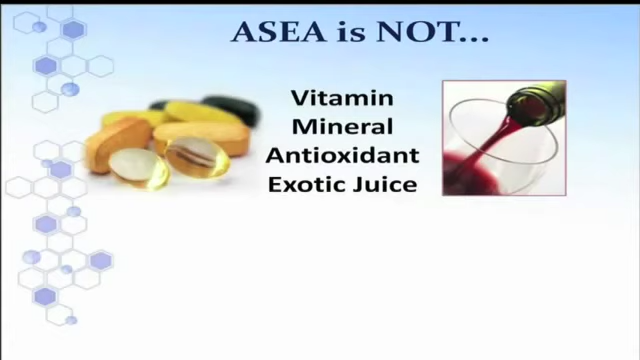 ASEA is NOT...
Vitamin
Mineral
Antioxidant
Exotic Juice